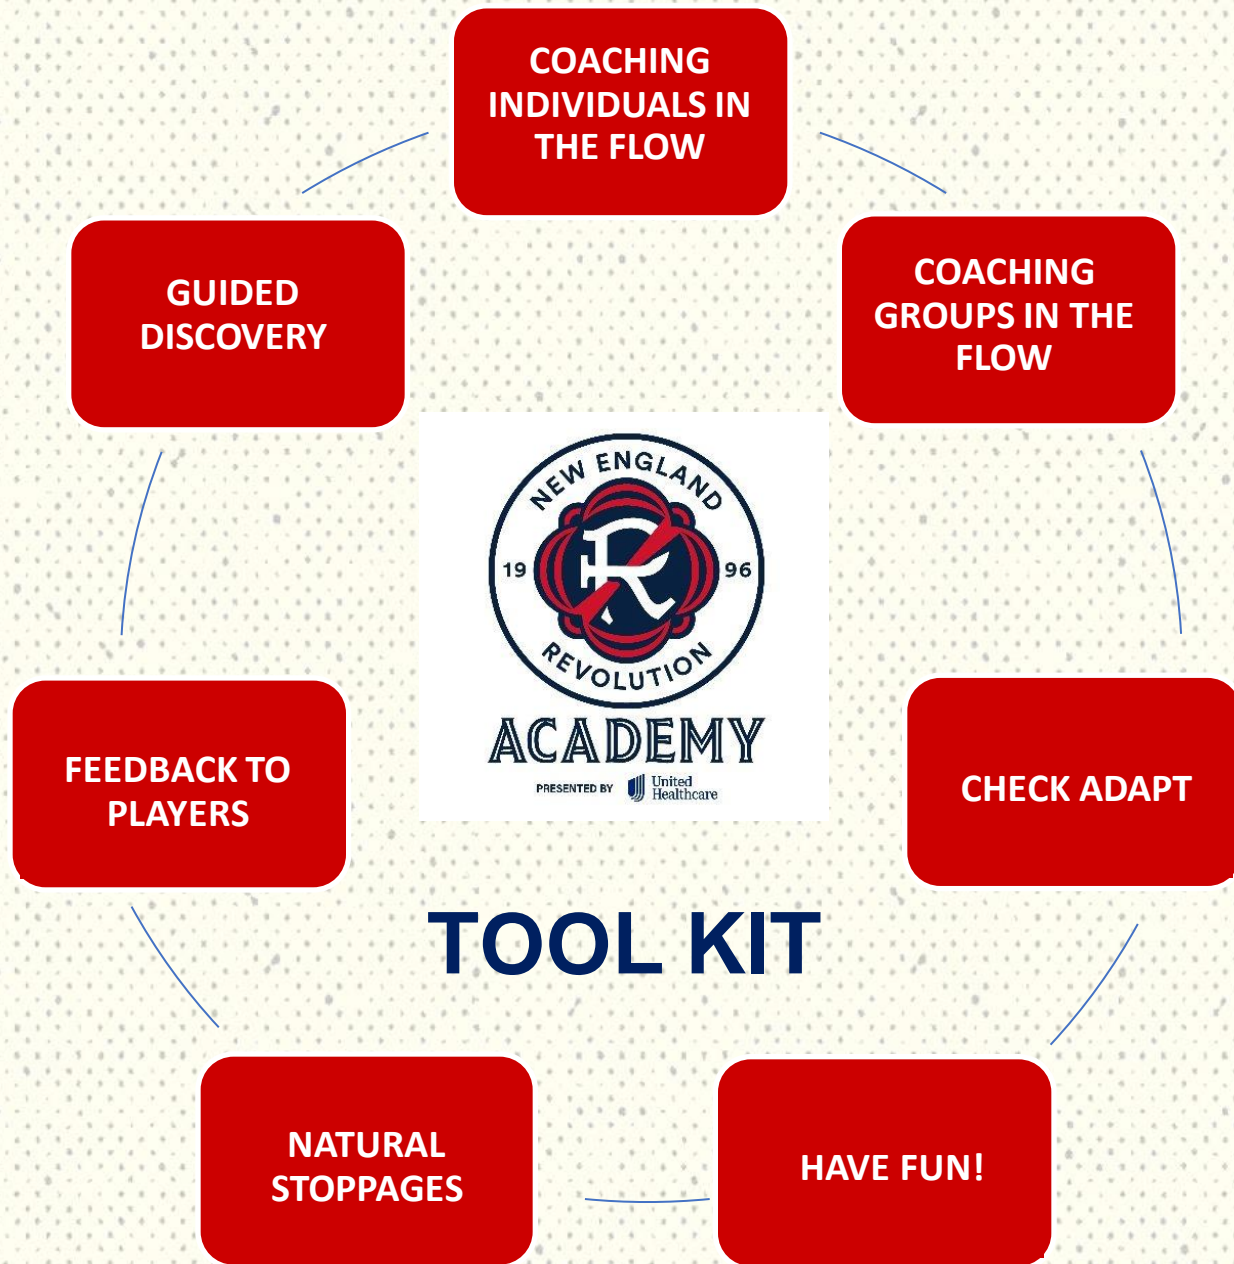 COACHING
INDIVIDUALS IN
THE FLOW
GUIDED
DISCOVERY
COACHING
GROUPS IN THE
FLOW
NEW ENGLAND
19 96
R
REVOLUTION
ACADEMY
PRESENTED BY United
Healthcare
FEEDBACK TO
PLAYERS
CHECK ADAPT
TOOL KIT
NATURAL
STOPPAGES
HAVE FUN!